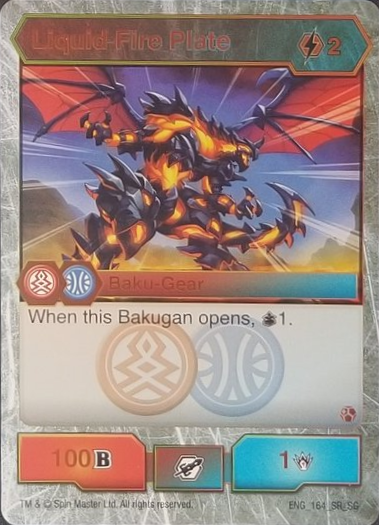 Liquid-Fire Plate
2
Baku-Gear
When this Bakugan opens, 1.
100B
1
TM & © Spin Master Ltd. All rights reserved.
ENG_164_SR_SG